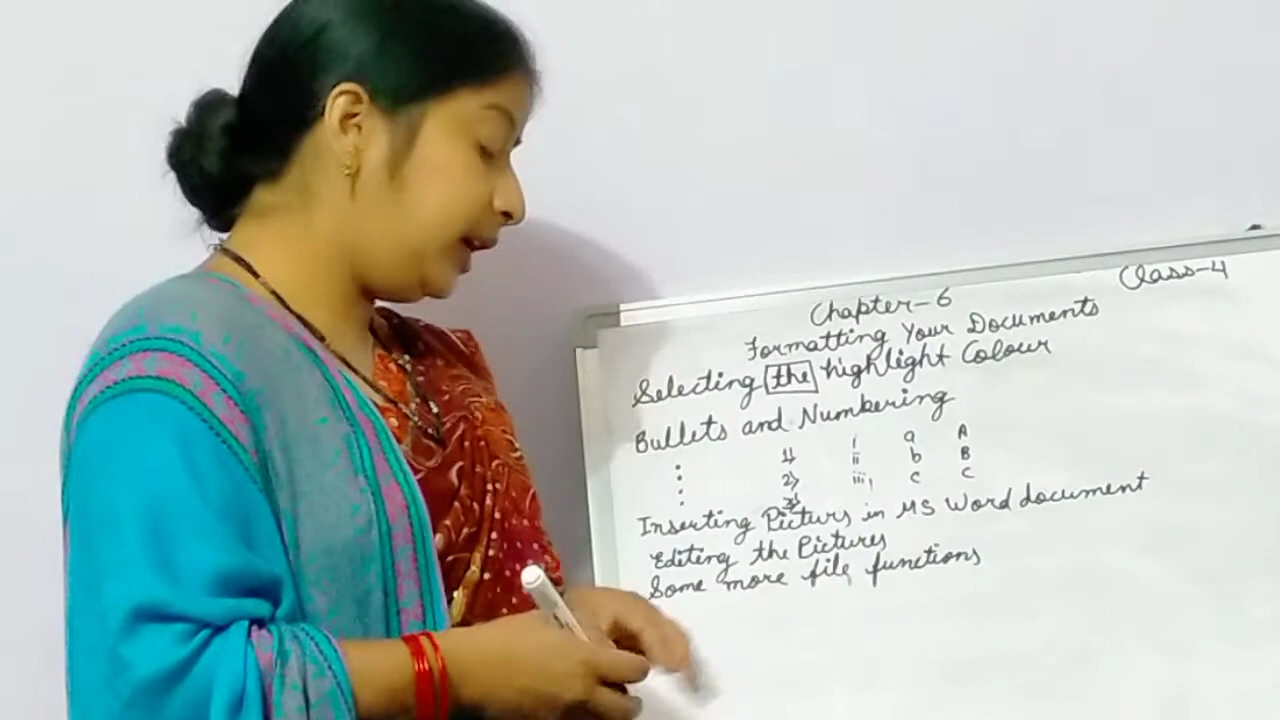 Class-4
Chapter-6
Formatting Your Documents
Selecting the highlight Colour
Bullets and Numbering
• 1) i a A
• 2) ii b B
• 3) iii, c C
Inserting Picturs in MS Word document
Editing the Pictures
Some more file functions